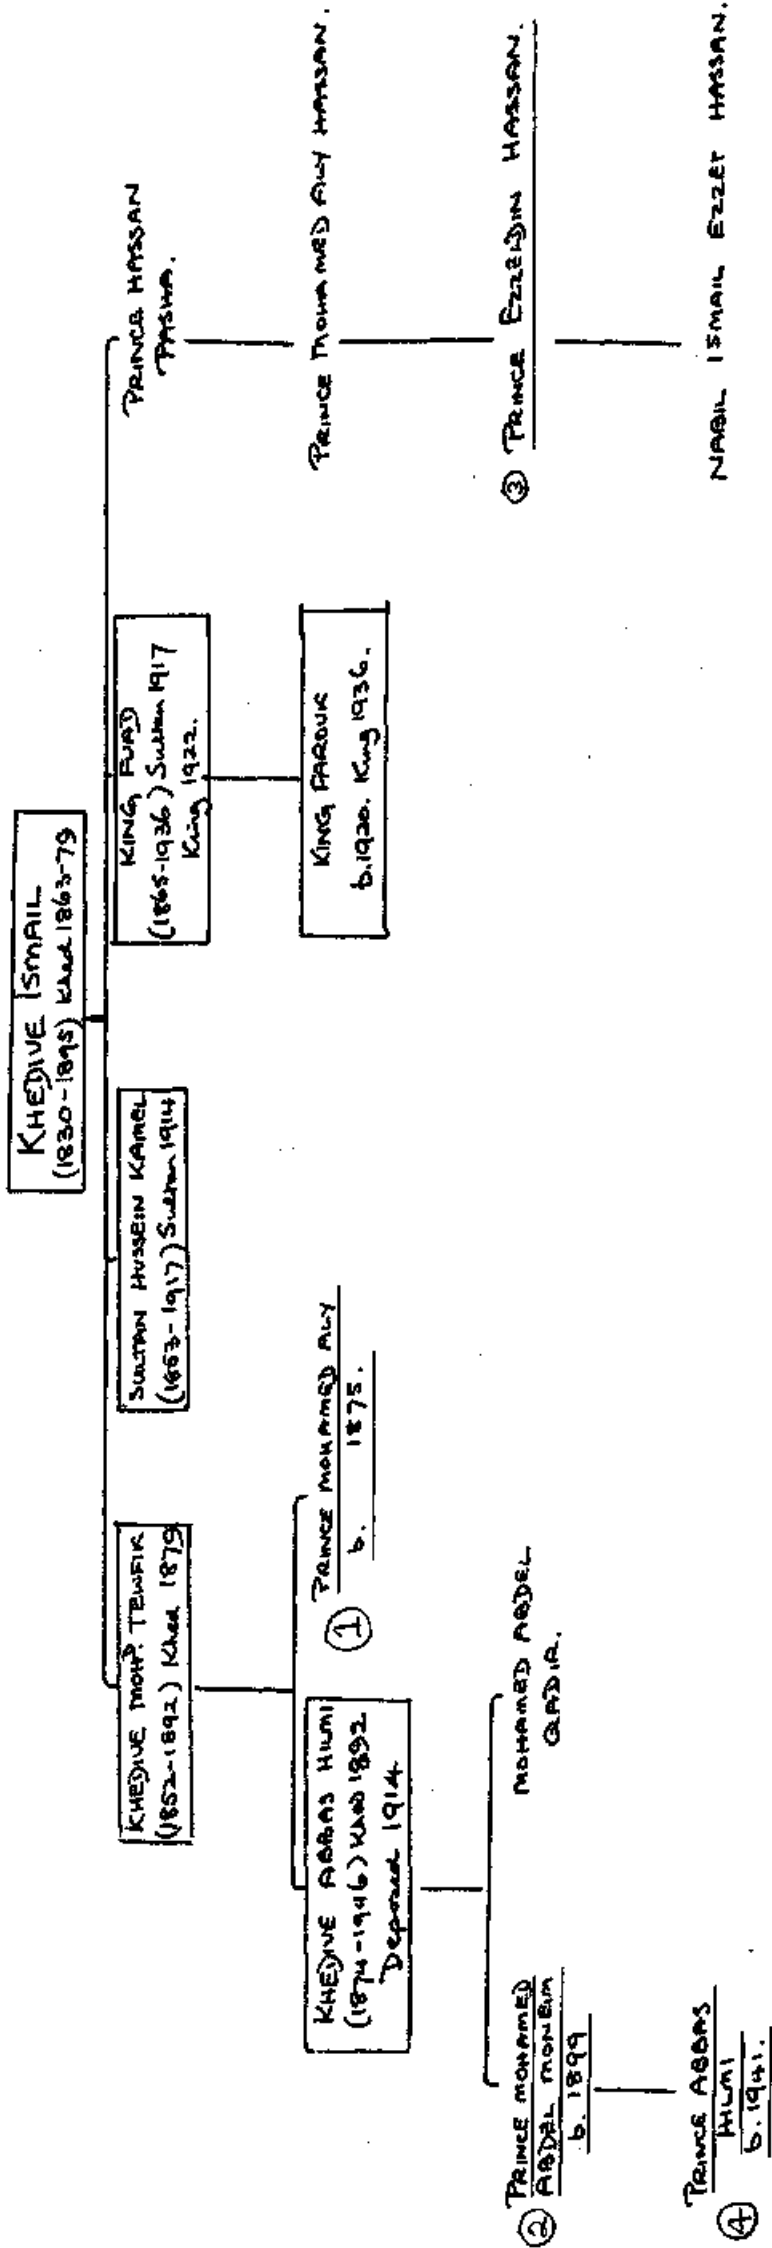 KHEDIVE ISMAIL
(1830-1895) Khed 1863-79
KHEDIVE MOHD. TEWFIK
(1852-1892) Khed 1879
SULTAN HUSSEIN KAMEL
(1853-1917) Sultan 1914
KING FUAD
(1865-1936) Sultan 1917
King 1922.
PRINCE HASSAN
PASHA.
KHEDIVE ABBAS HILMI
(1874-1946) Khed 1892
Deposed 1914
① PRINCE MOHAMED ALY
b. 1875.
KING FAROUK
b.1920. King 1936.
PRINCE MOHAMED ALY HASSAN.
② PRINCE MOHAMED
ABDEL MONEIM
b. 1899
MOHAMED ABDEL
QADIR.
③ PRINCE EZZELDIN HASSAN.
④ PRINCE ABBAS
HILMI
b. 1941.
NABIL ISMAIL EZZET HASSAN.